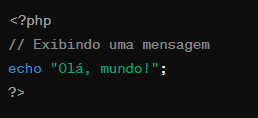 <?php
// Exibindo uma mensagem
echo "Olá, mundo!";
?>